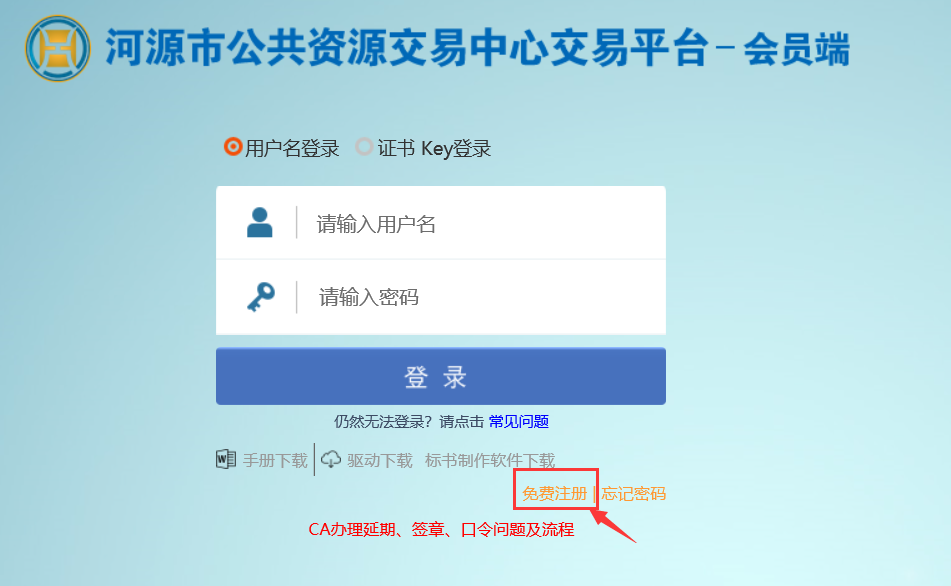 河源市公共资源交易中心交易平台-会员端
用户名登录 证书 Key登录
请输入用户名
请输入密码
登 录
仍然无法登录？请点击 常见问题
手册下载 驱动下载 标书制作软件下载
免费注册 | 忘记密码
CA办理延期、签章、口令问题及流程